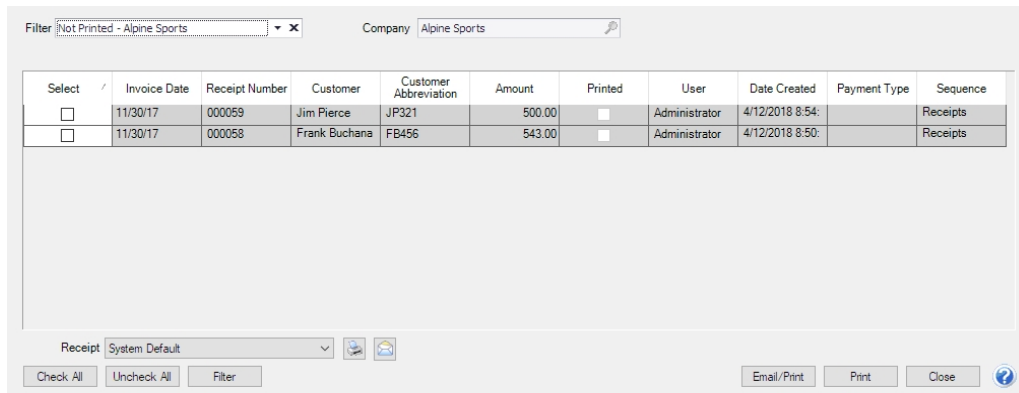 Filter Not Printed - Alpine Sports Company Alpine Sports
Select Invoice Date Receipt Number Customer Customer Abbreviation Amount Printed User Date Created Payment Type Sequence
11/30/17 000059 Jim Pierce JP321 500.00 Administrator 4/12/2018 8:54: Receipts
11/30/17 000058 Frank Buchana FB456 543.00 Administrator 4/12/2018 8:50: Receipts
Receipt System Default
Check All Uncheck All Filter Email/Print Print Close ?